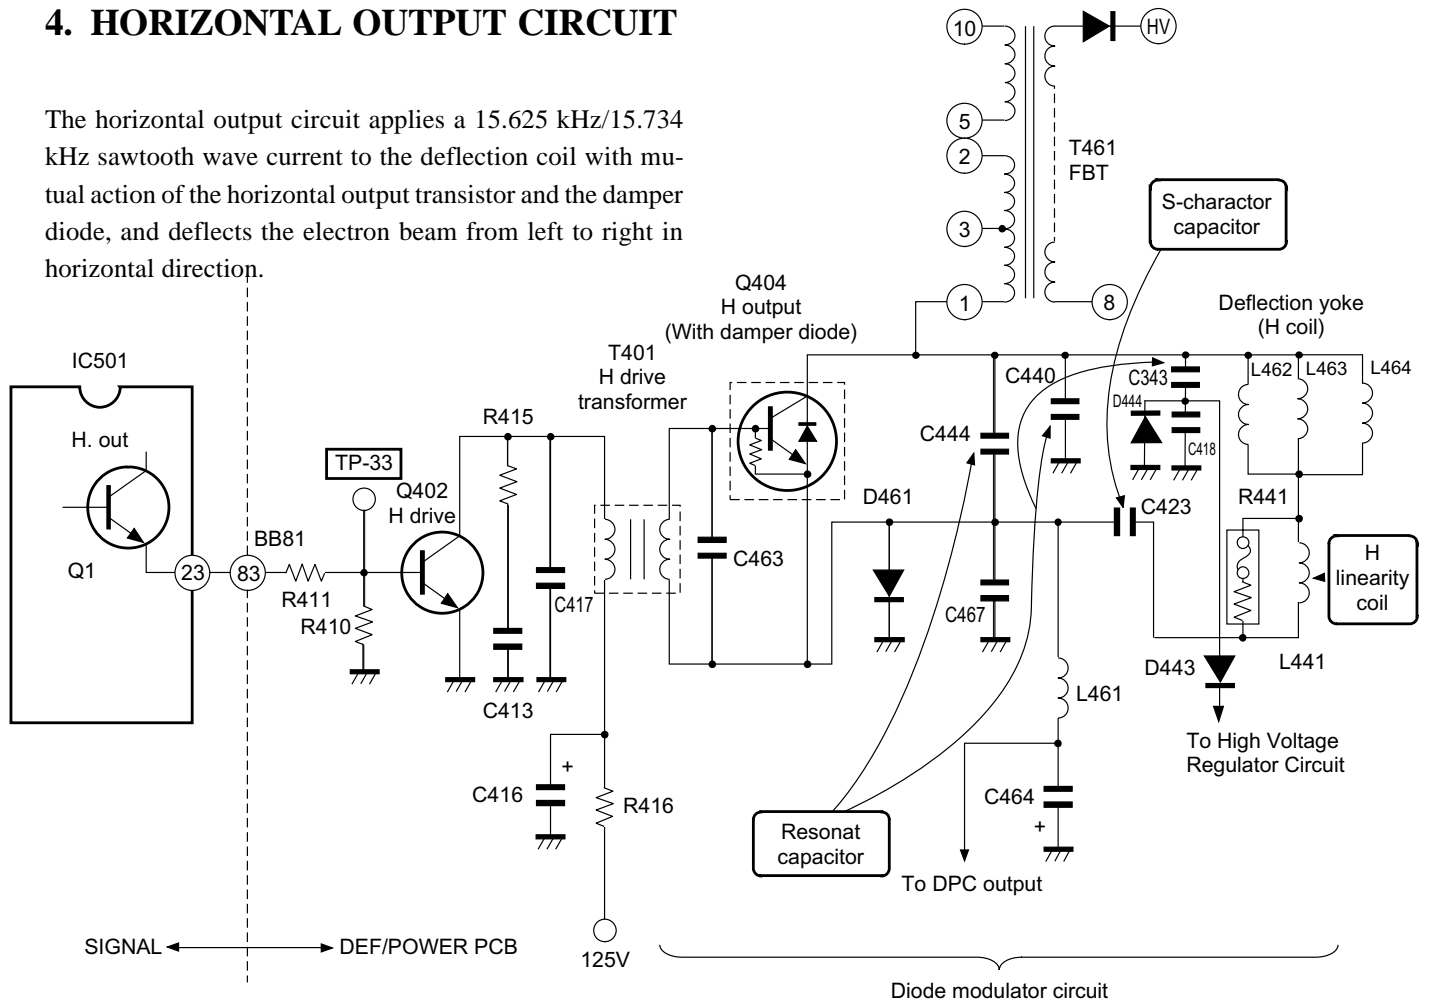 4. HORIZONTAL OUTPUT CIRCUIT
The horizontal output circuit applies a 15.625 kHz/15.734
kHz sawtooth wave current to the deflection coil with mu-
tual action of the horizontal output transistor and the damper
diode, and deflects the electron beam from left to right in
horizontal direction.
10
HV
5
2
T461
FBT
3
S-charactor
capacitor
1
8
Q404
H output
(With damper diode)
Deflection yoke
(H coil)
IC501
T401
H drive
transformer
C440
C343
L462
L463
L464
D444
R415
H. out
C444
C418
TP-33
Q402
H drive
D461
C423
R441
BB81
C463
H
linearity
coil
Q1
23
83
R411
C417
R410
C467
D443
L441
L461
C413
To High Voltage
Regulator Circuit
+
C416
R416
C464
+
Resonat
capacitor
To DPC output
SIGNAL
DEF/POWER PCB
125V
Diode modulator circuit